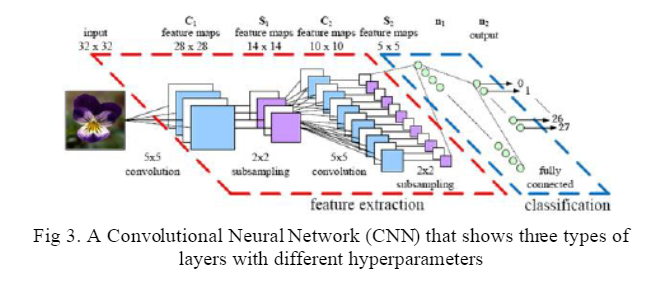 C₁ S₁ C₂ S₂ n₁ n₂
input feature maps feature maps feature maps feature maps output
32 x 32 28 x 28 14 x 14 10 x 10 5 x 5
0
1
26
27
5x5 2x2 5x5 2x2 fully
convolution subsampling convolution subsampling connected
feature extraction classification
Fig 3. A Convolutional Neural Network (CNN) that shows three types of
layers with different hyperparameters